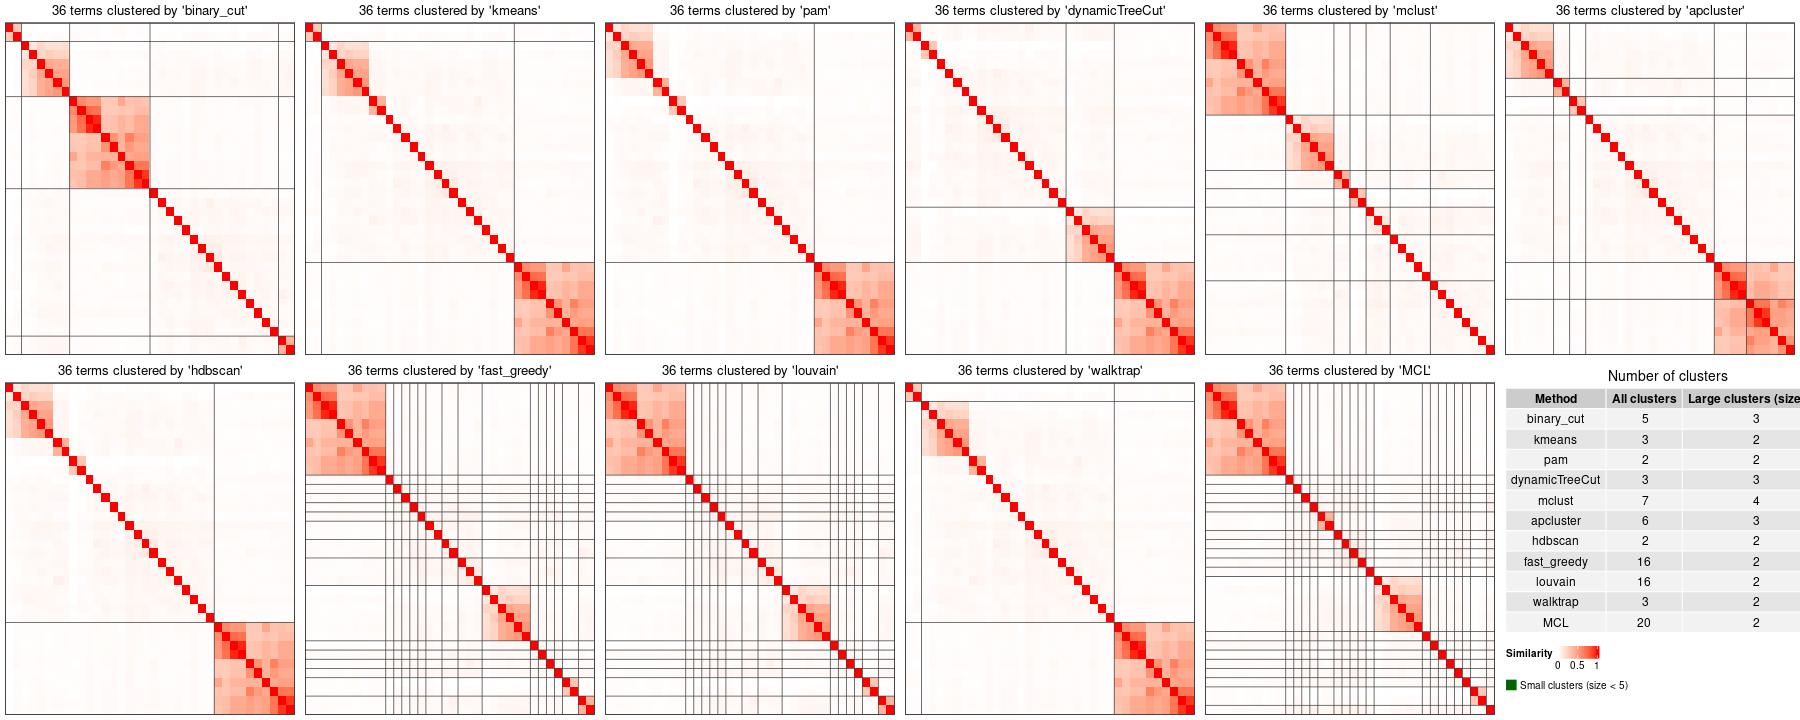 36 terms clustered by 'binary_cut'
36 terms clustered by 'kmeans'
36 terms clustered by 'pam'
36 terms clustered by 'dynamicTreeCut'
36 terms clustered by 'mclust'
36 terms clustered by 'apcluster'
36 terms clustered by 'hdbscan'
36 terms clustered by 'fast_greedy'
36 terms clustered by 'louvain'
36 terms clustered by 'walktrap'
36 terms clustered by 'MCL'
Number of clusters
Method All clusters Large clusters (size
binary_cut 5 3
kmeans 3 2
pam 2 2
dynamicTreeCut 3 3
mclust 7 4
apcluster 6 3
hdbscan 2 2
fast_greedy 16 2
louvain 16 2
walktrap 3 2
MCL 20 2
Similarity
0 0.5 1
Small clusters (size < 5)